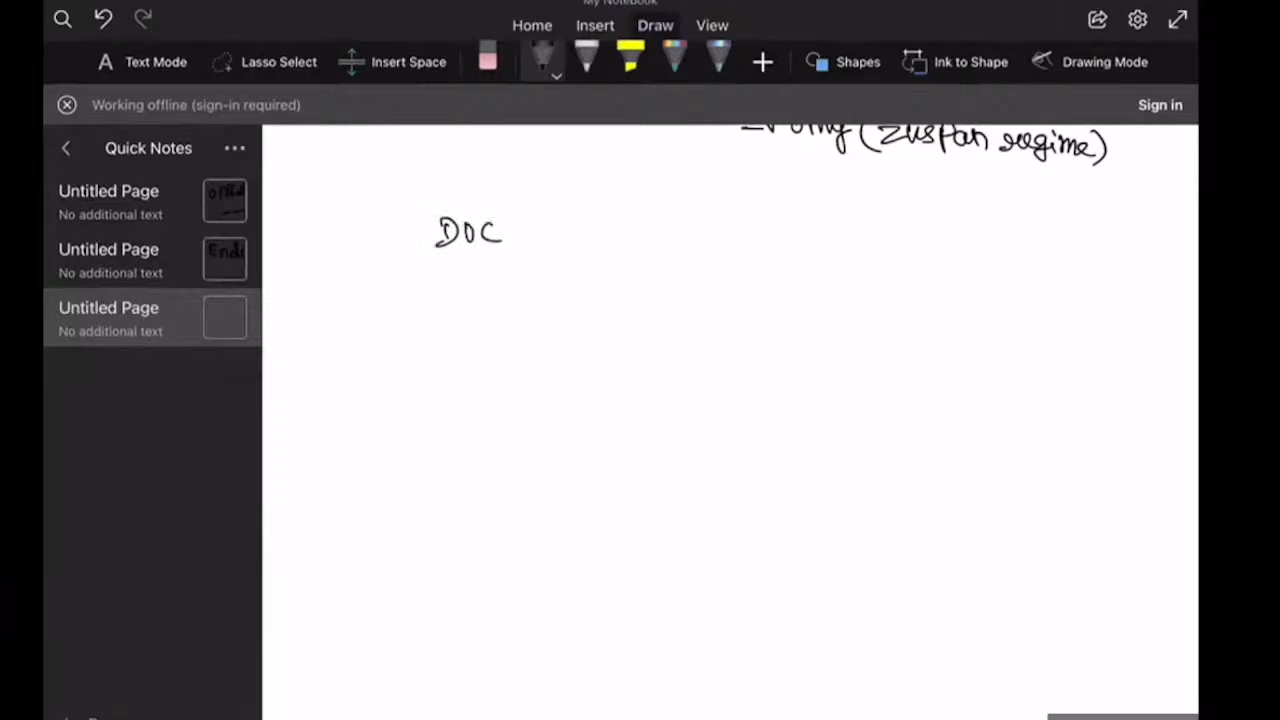 My Notebook
Home Insert Draw View
Text Mode Lasso Select Insert Space Shapes Ink to Shape Drawing Mode
Working offline (sign-in required) Sign in
Quick Notes
(zuspan regime)
Untitled Page
No additional text
DOC
Untitled Page
No additional text
Untitled Page
No additional text